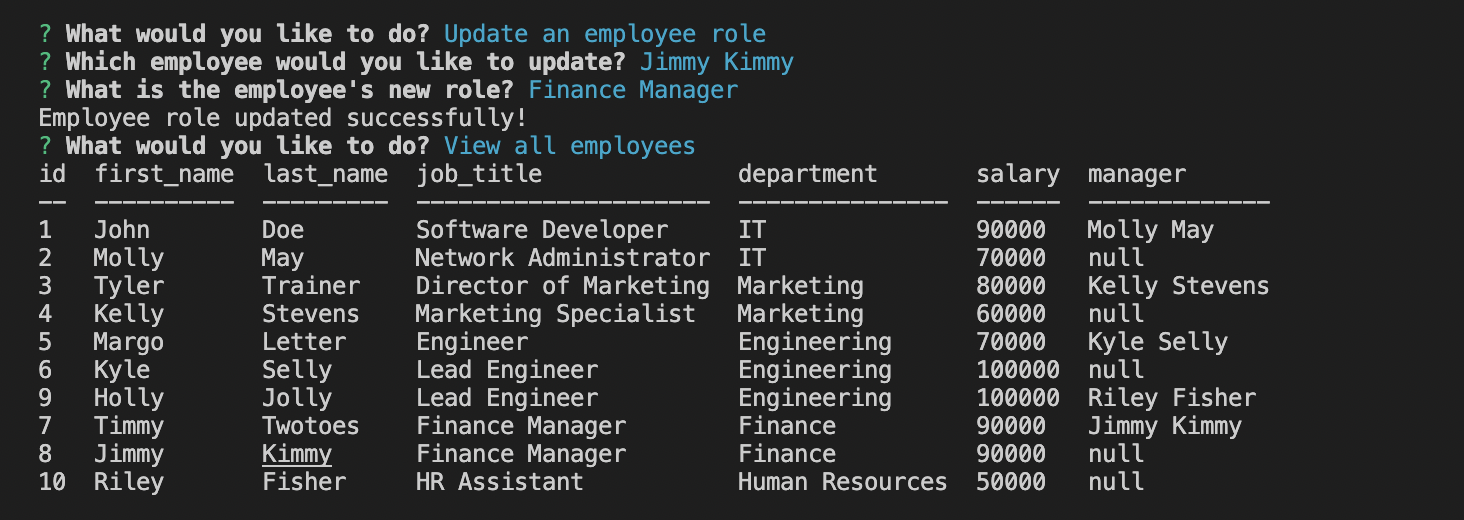 ? What would you like to do? Update an employee role
? Which employee would you like to update? Jimmy Kimmy
? What is the employee's new role? Finance Manager
Employee role updated successfully!
? What would you like to do? View all employees
id  first_name  last_name  job_title              department       salary  manager
--  ----------  ---------  ---------------------  ---------------  ------  -------------
1   John        Doe        Software Developer     IT               90000   Molly May
2   Molly       May        Network Administrator  IT               70000   null
3   Tyler       Trainer    Director of Marketing  Marketing        80000   Kelly Stevens
4   Kelly       Stevens    Marketing Specialist   Marketing        60000   null
5   Margo       Letter     Engineer               Engineering      70000   Kyle Selly
6   Kyle        Selly      Lead Engineer          Engineering      100000  null
9   Holly       Jolly      Lead Engineer          Engineering      100000  Riley Fisher
7   Timmy       Twotoes    Finance Manager        Finance          90000   Jimmy Kimmy
8   Jimmy       Kimmy      Finance Manager        Finance          90000   null
10  Riley       Fisher     HR Assistant           Human Resources  50000   null